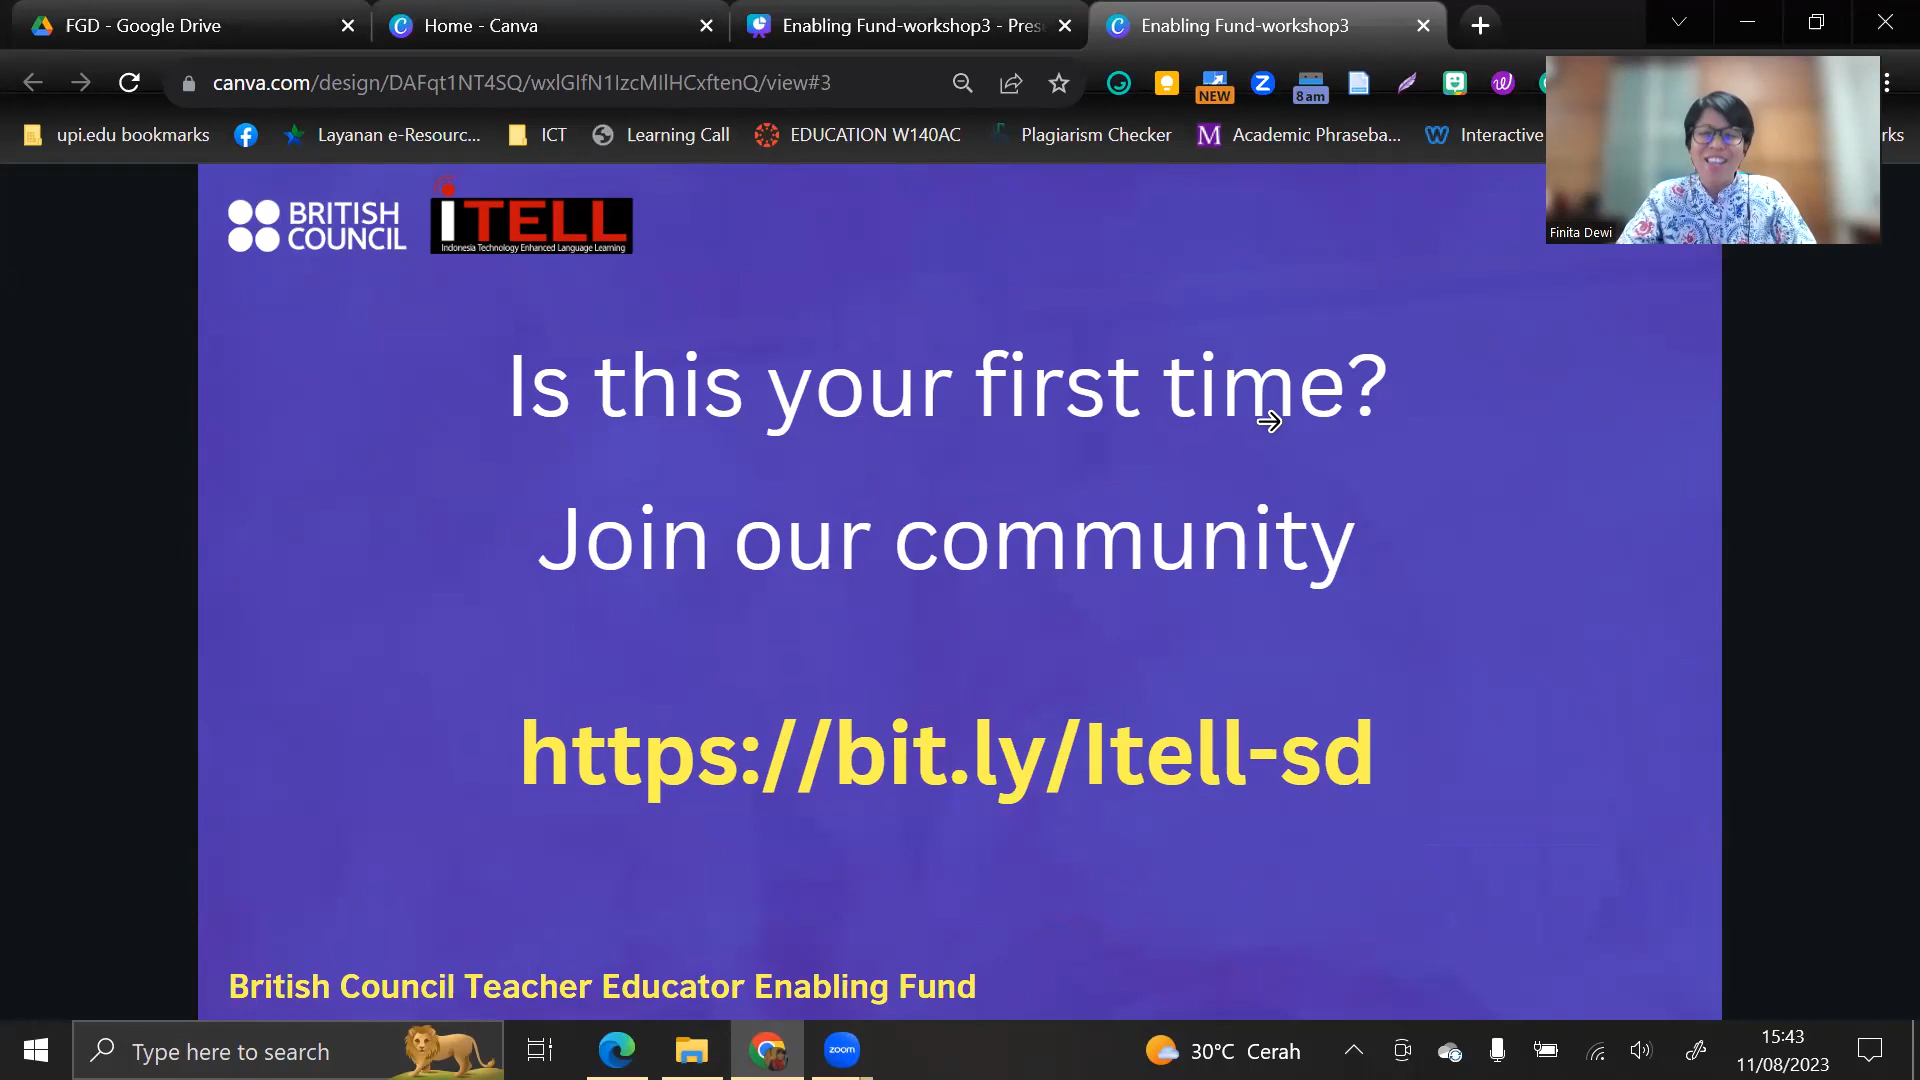 FGD - Google Drive
Home - Canva
Enabling Fund-workshop3 - Pres
Enabling Fund-workshop3
canva.com/design/DAFqt1NT4SQ/wxlGIfN1IzcMIlHCxftenQ/view#3
NEW
8am
upi.edu bookmarks
Layanan e-Resourc...
ICT
Learning Call
EDUCATION W140AC
Plagiarism Checker
Academic Phraseba...
Interactive
rks
Finita Dewi
BRITISH
COUNCIL
iTELL
Indonesia Technology Enhanced Language Learning
Is this your first time?
Join our community
https://bit.ly/Itell-sd
British Council Teacher Educator Enabling Fund
Type here to search
zoom
30°C Cerah
15:43
11/08/2023